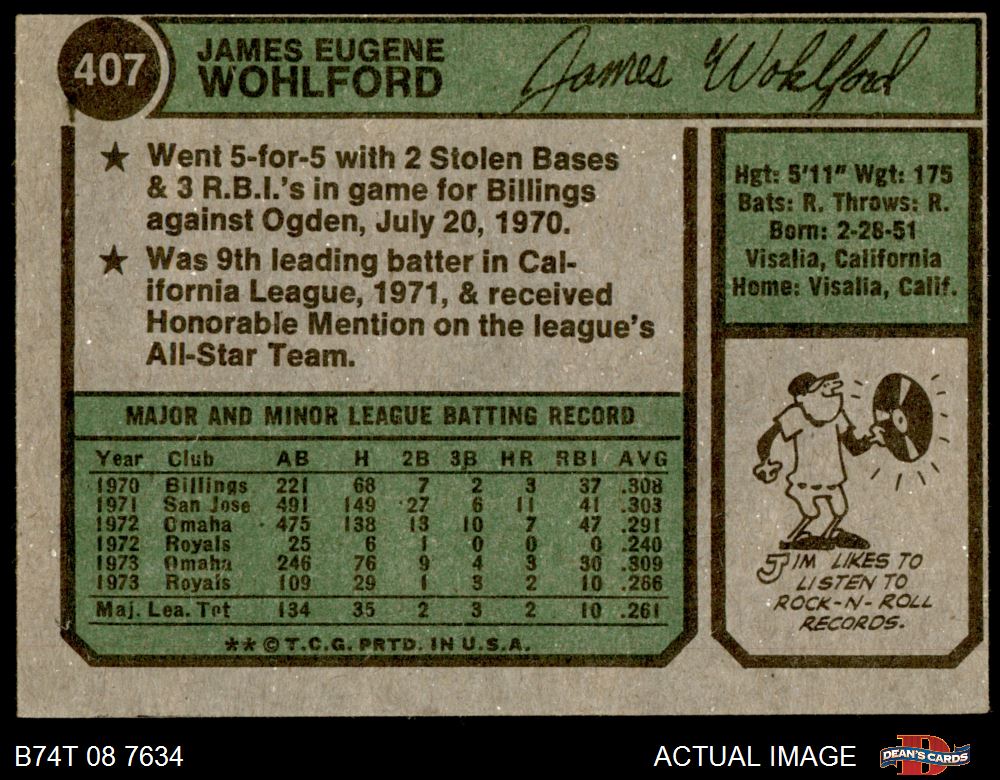 407
JAMES EUGENE
WOHLFORD
James Wohlford
★ Went 5-for-5 with 2 Stolen Bases
& 3 R.B.I.'s in game for Billings
against Ogden, July 20, 1970.
★ Was 9th leading batter in Cal-
ifornia League, 1971, & received
Honorable Mention on the league's
All-Star Team.
Hgt: 5'11" Wgt: 175
Bats: R. Throws: R.
Born: 2-28-51
Visalia, California
Home: Visalia, Calif.
MAJOR AND MINOR LEAGUE BATTING RECORD
Year Club AB H 2B 3B HR RBI AVG
1970 Billings 221 68 7 2 3 37 .308
1971 San Jose 491 149 27 6 11 41 .303
1972 Omaha 475 138 13 10 7 47 .291
1972 Royals 25 6 1 0 0 0 .240
1973 Omaha 246 76 9 4 3 30 .309
1973 Royals 109 29 1 3 2 10 .266
Maj. Lea. Tot 134 35 2 3 2 10 .261
** © T.C.G. PRTD. IN U.S.A.
JIM LIKES TO
LISTEN TO
ROCK-N-ROLL
RECORDS.
B74T 08 7634
ACTUAL IMAGE
DEAN'S CARDS